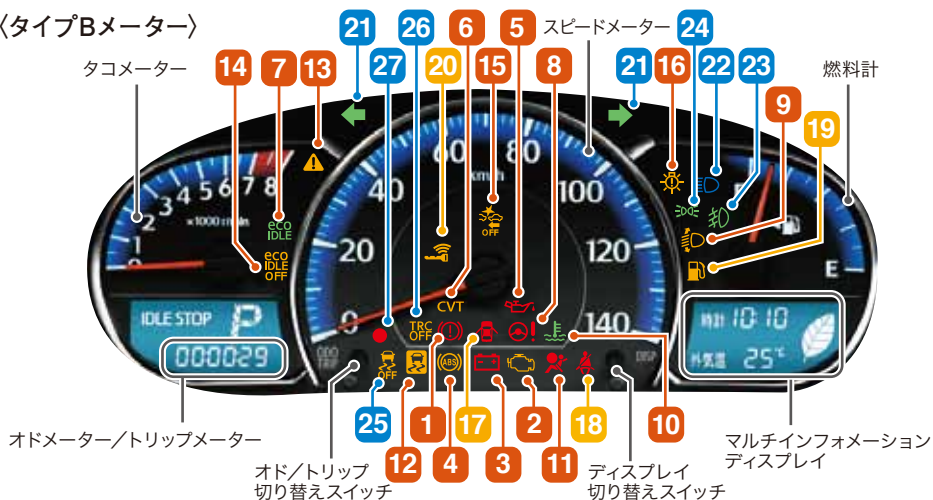 〈タイプBメーター〉
21
26
6
5
スピードメーター
24
タコメーター
14
7
13
27
20
15
8
21
16
22
23
燃料計
9
19
60
80
km/h
40
100
20
120
0
140
1
2
3
4
5
6
7
8
×1000r/min
0
eco
IDLE
eco
IDLE
OFF
OFF
F
E
CVT
TRC
OFF
ABS
OFF
IDLE STOP P
000029
ODO
TRIP
DISP
時計 10:10
外気温 25℃
25
12
1
4
17
3
2
11
18
10
オドメーター/トリップメーター
オド/トリップ
切り替えスイッチ
ディスプレイ
切り替えスイッチ
マルチインフォメーション
ディスプレイ